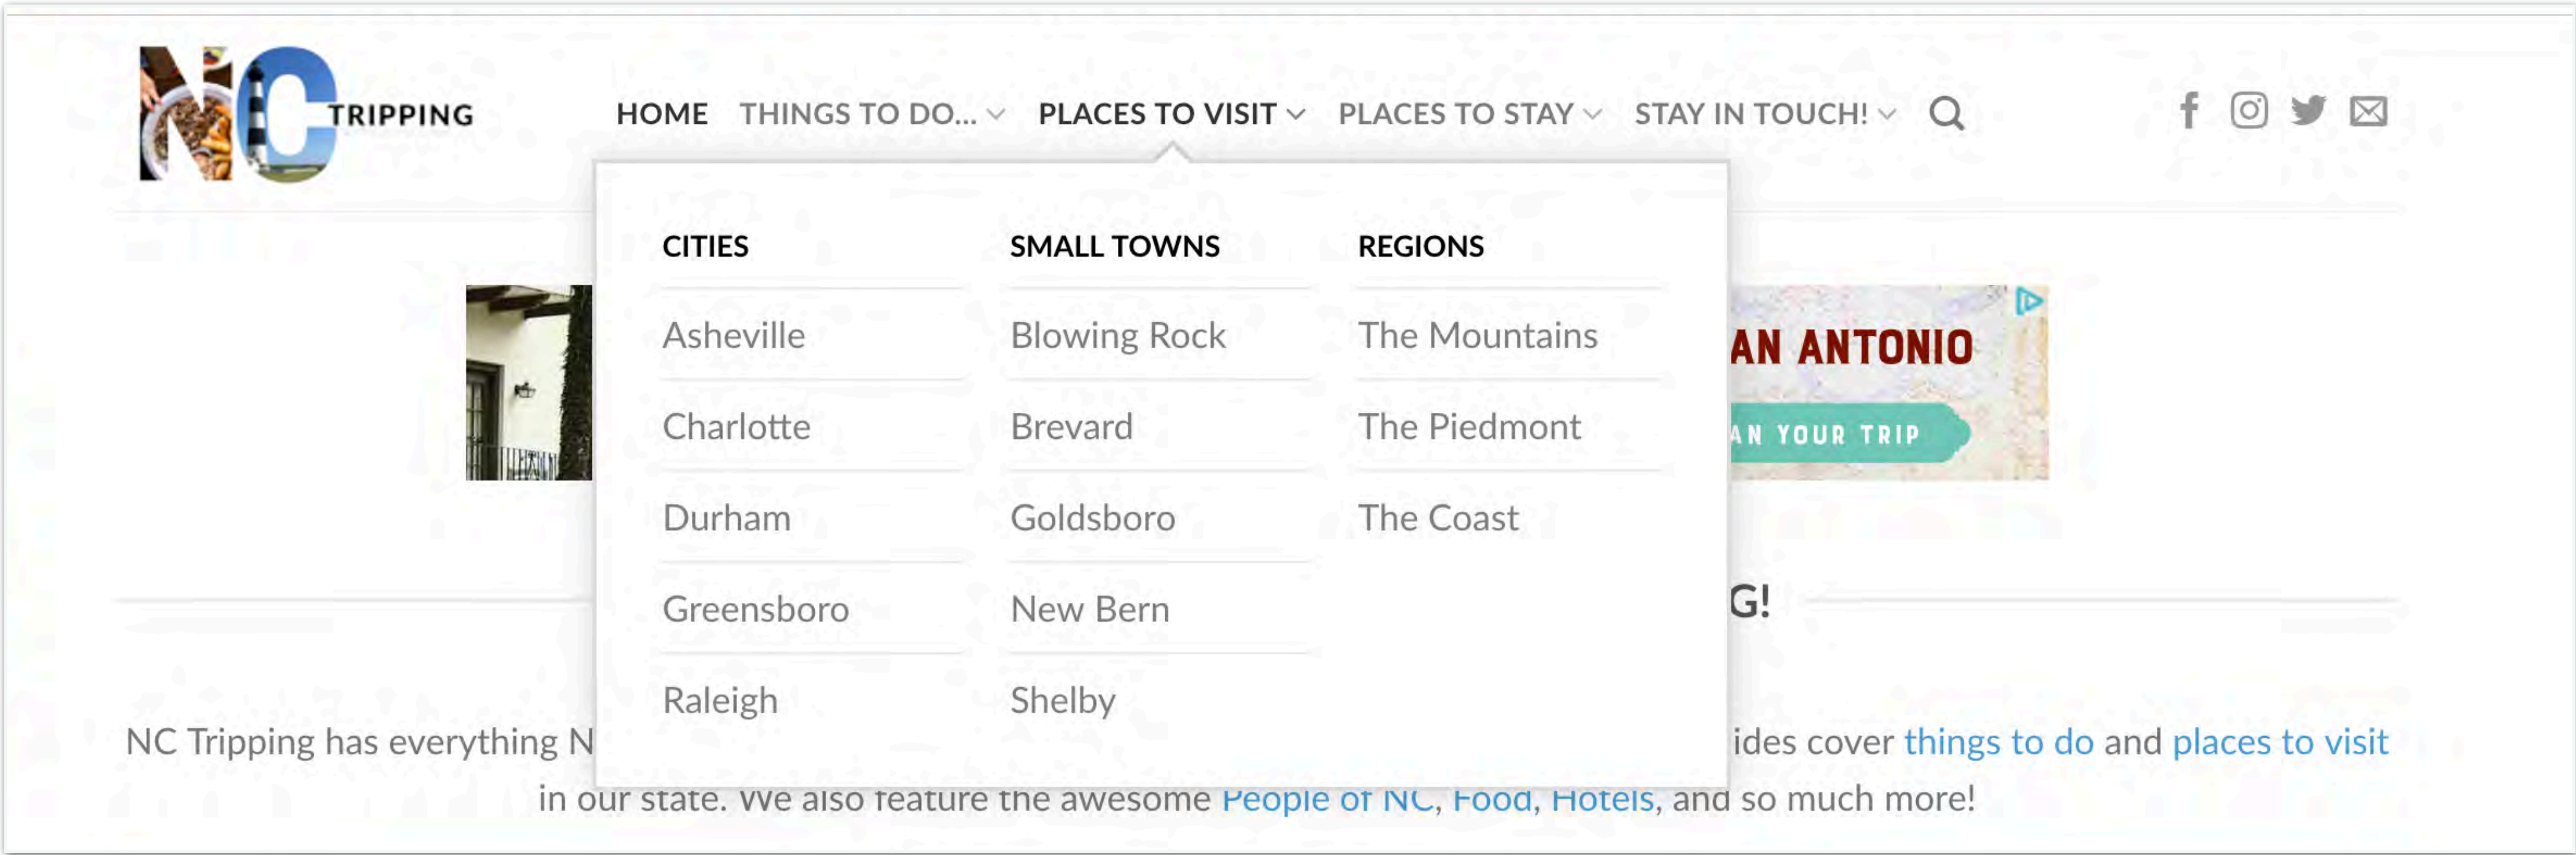 NC TRIPPING
HOME THINGS TO DO... PLACES TO VISIT PLACES TO STAY STAY IN TOUCH!
CITIES SMALL TOWNS REGIONS
Asheville Blowing Rock The Mountains
Charlotte Brevard The Piedmont
Durham Goldsboro The Coast
Greensboro New Bern
Raleigh Shelby
AN ANTONIO
AN YOUR TRIP
G!
NC Tripping has everything N
ides cover things to do and places to visit
in our state. We also feature the awesome People of NC, Food, Hotels, and so much more!